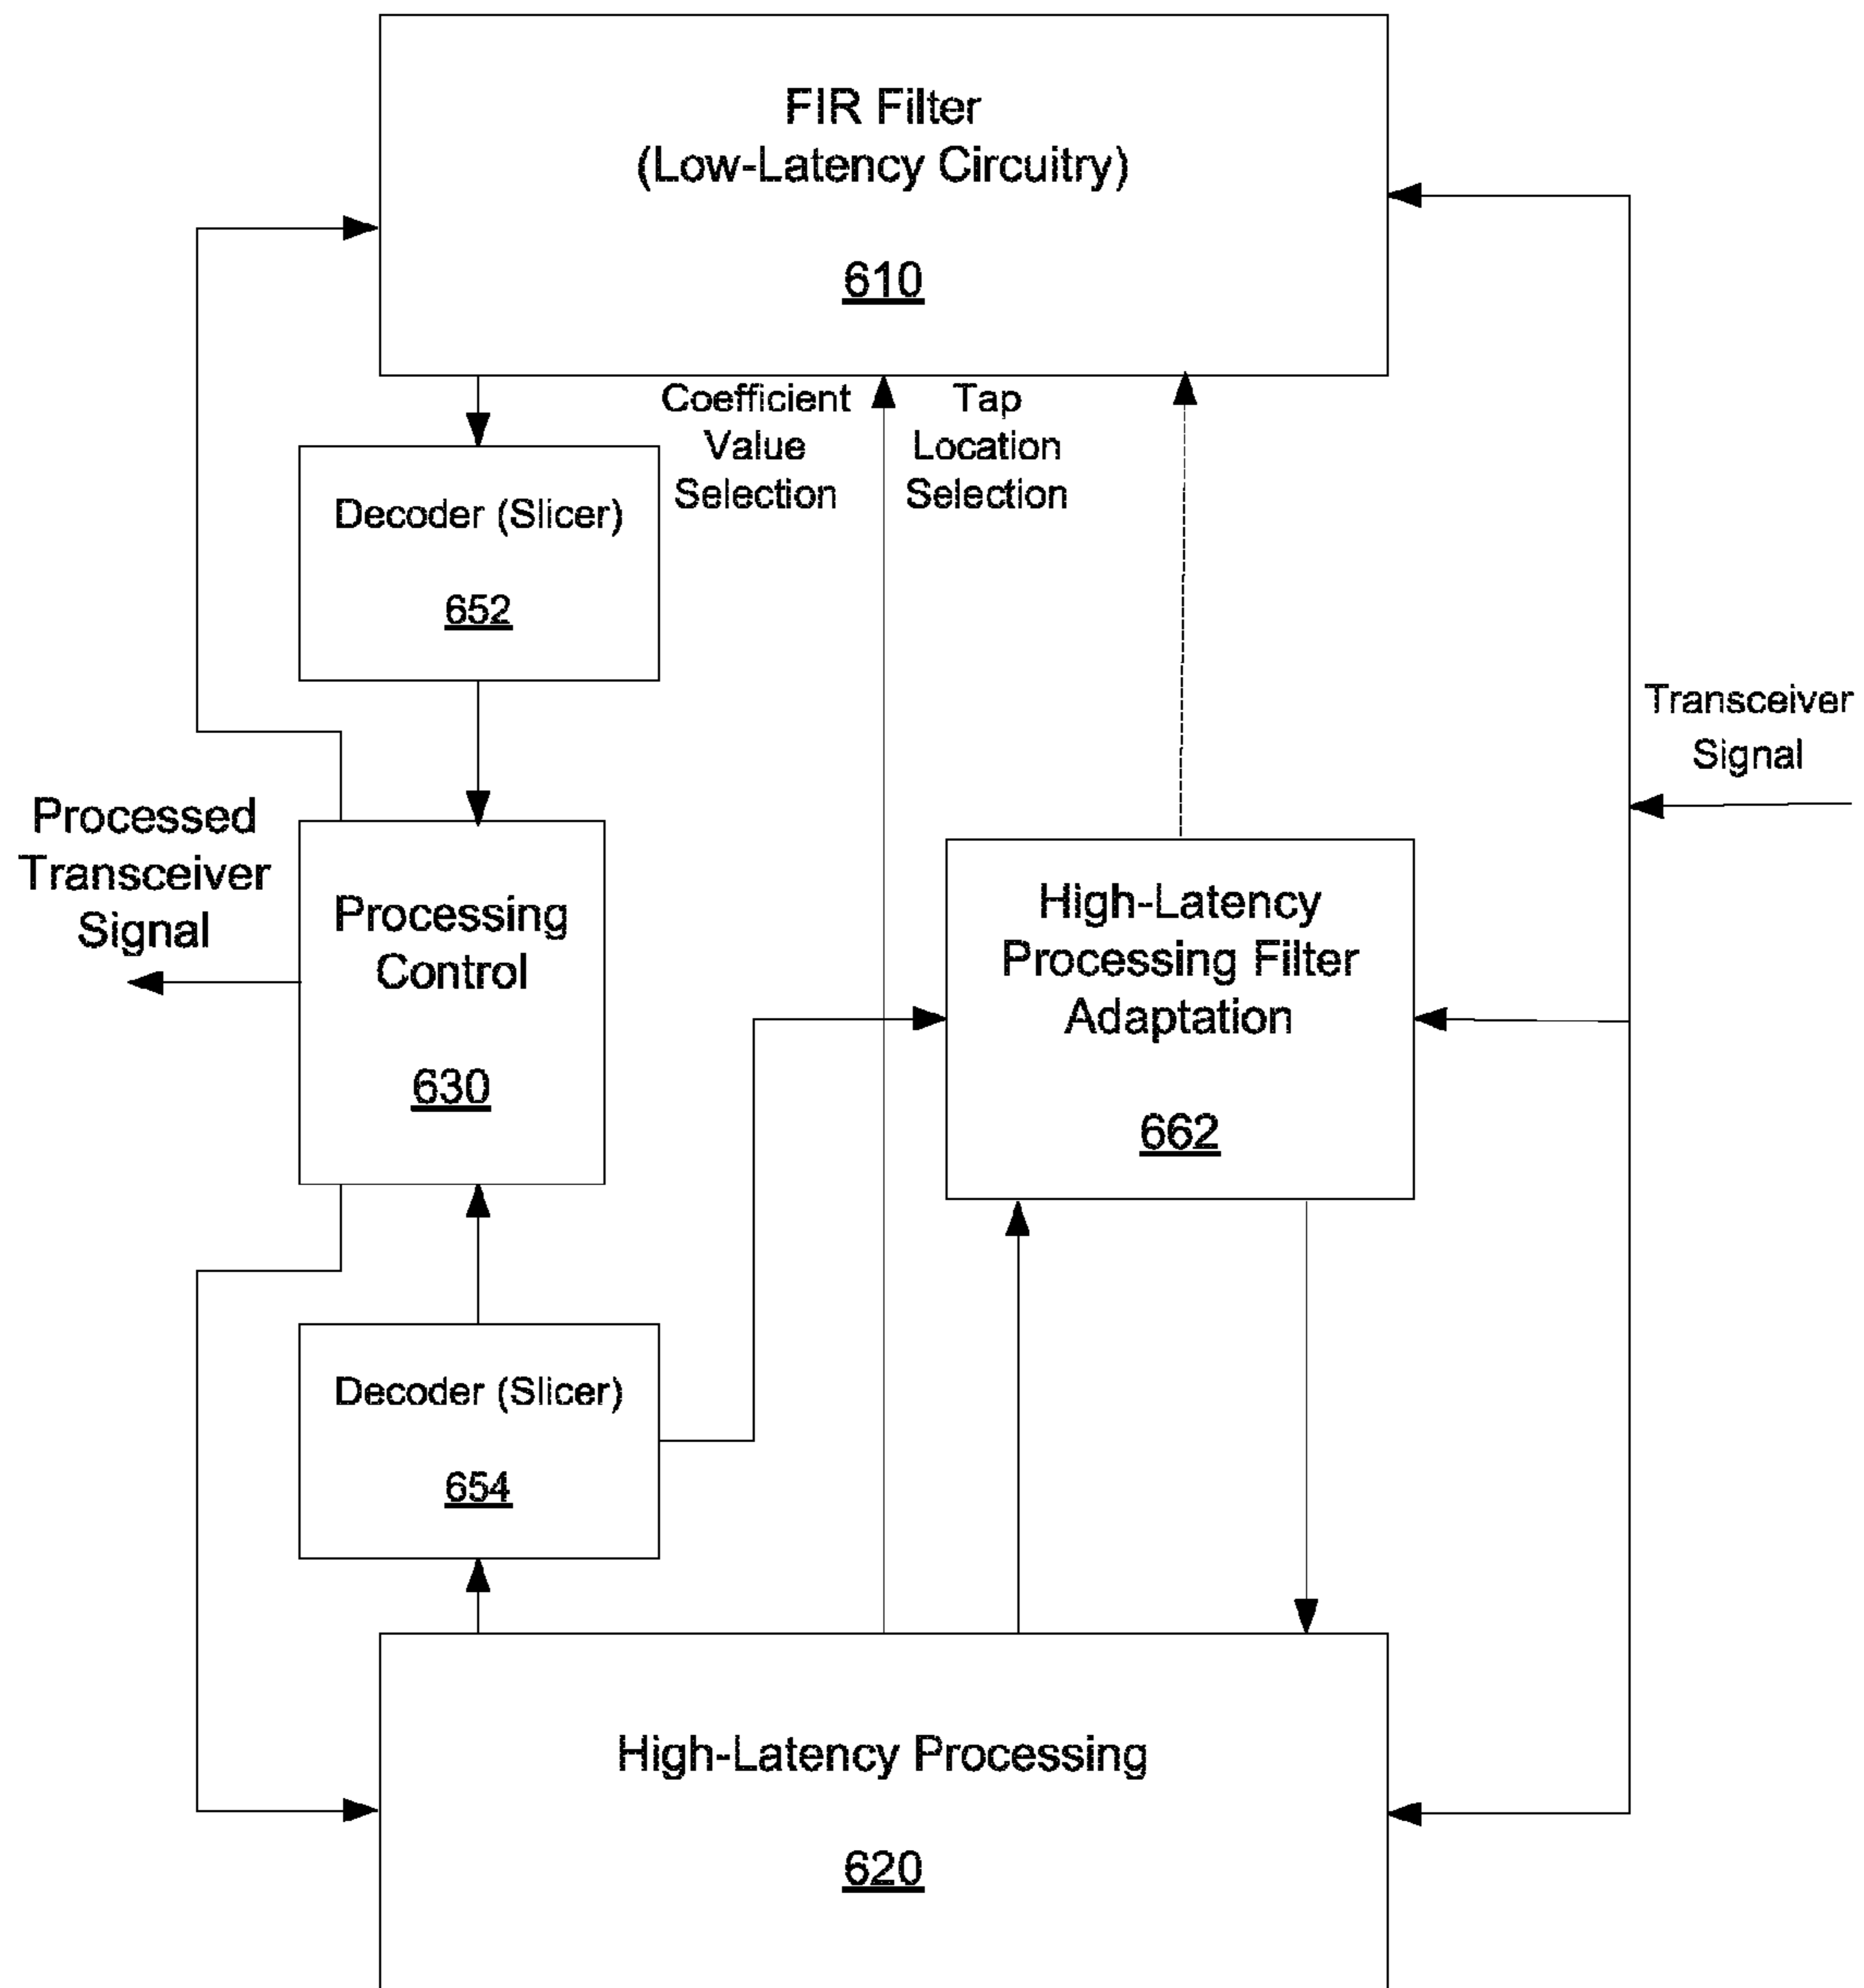 FIR Filter
(Low-Latency Circuitry)
610
Coefficient
Value
Selection
Tap
Location
Selection
Decoder (Slicer)
652
Transceiver
Signal
Processed
Transceiver
Signal
Processing
Control
630
High-Latency
Processing Filter
Adaptation
662
Decoder (Slicer)
654
High-Latency Processing
620